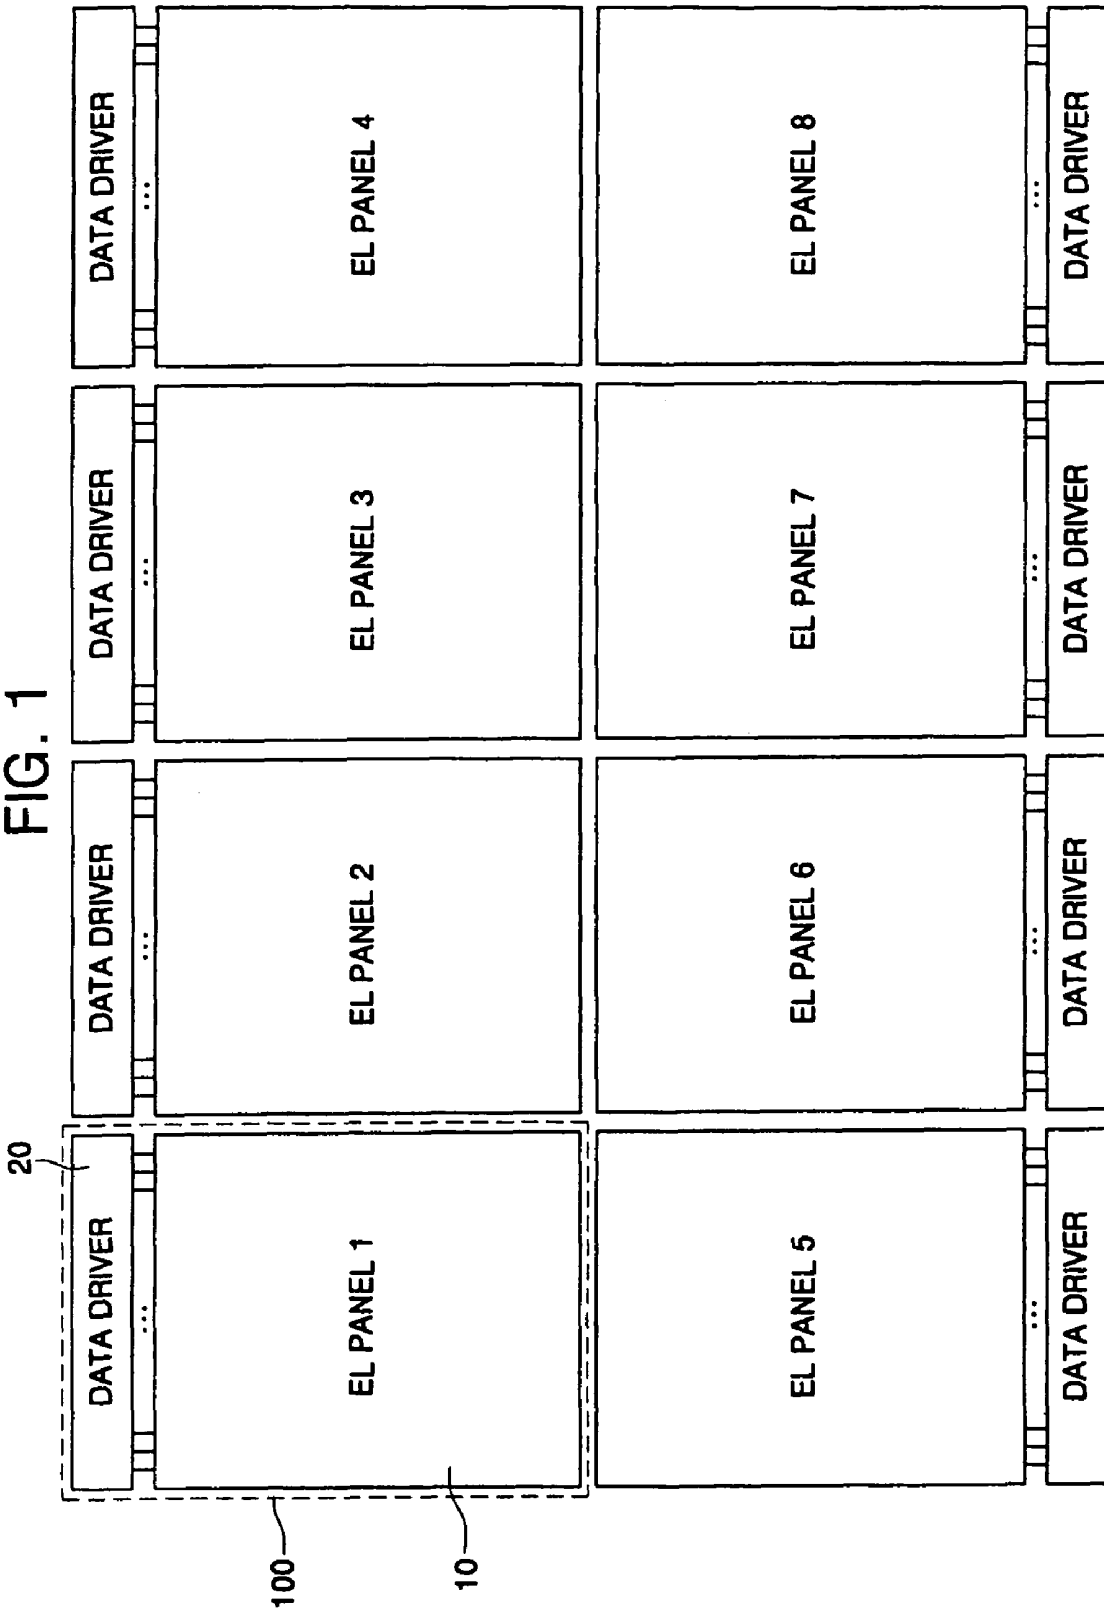 FIG. 1
20
DATA DRIVER
DATA DRIVER
DATA DRIVER
DATA DRIVER
...
...
...
...
100
EL PANEL 1
EL PANEL 2
EL PANEL 3
EL PANEL 4
10
EL PANEL 5
EL PANEL 6
EL PANEL 7
EL PANEL 8
...
...
...
...
DATA DRIVER
DATA DRIVER
DATA DRIVER
DATA DRIVER